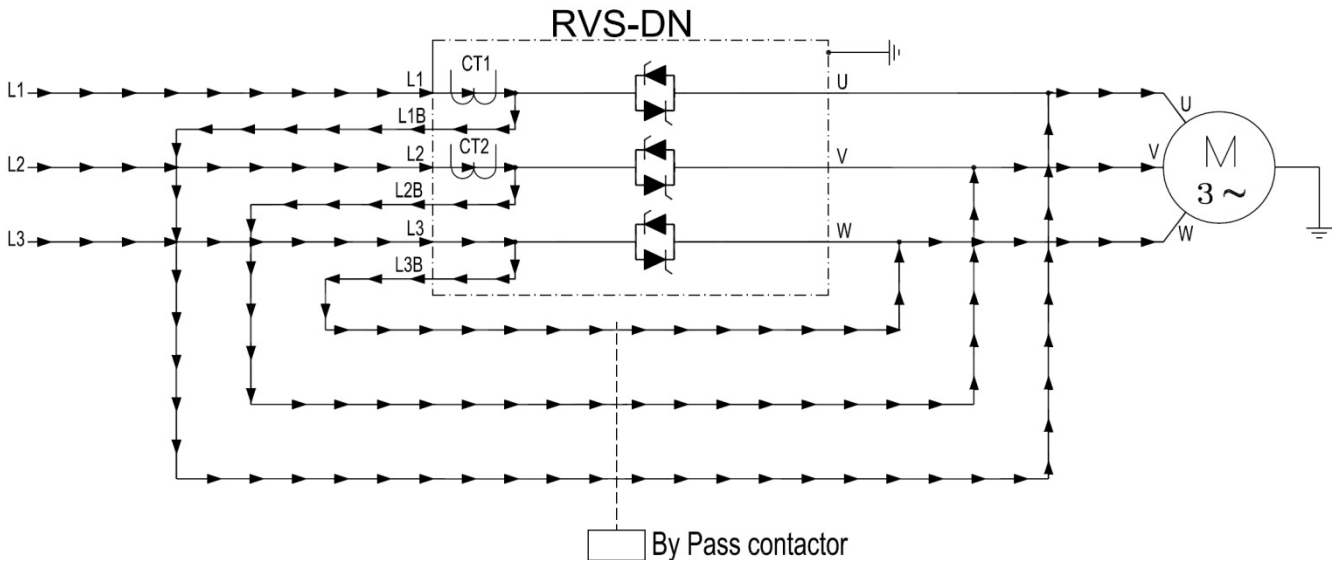 RVS-DN
L1 L1 CT1 U
L1B U
L2 L2 CT2 V V M
L2B 3~
L3 L3 W W
L3B
By Pass contactor